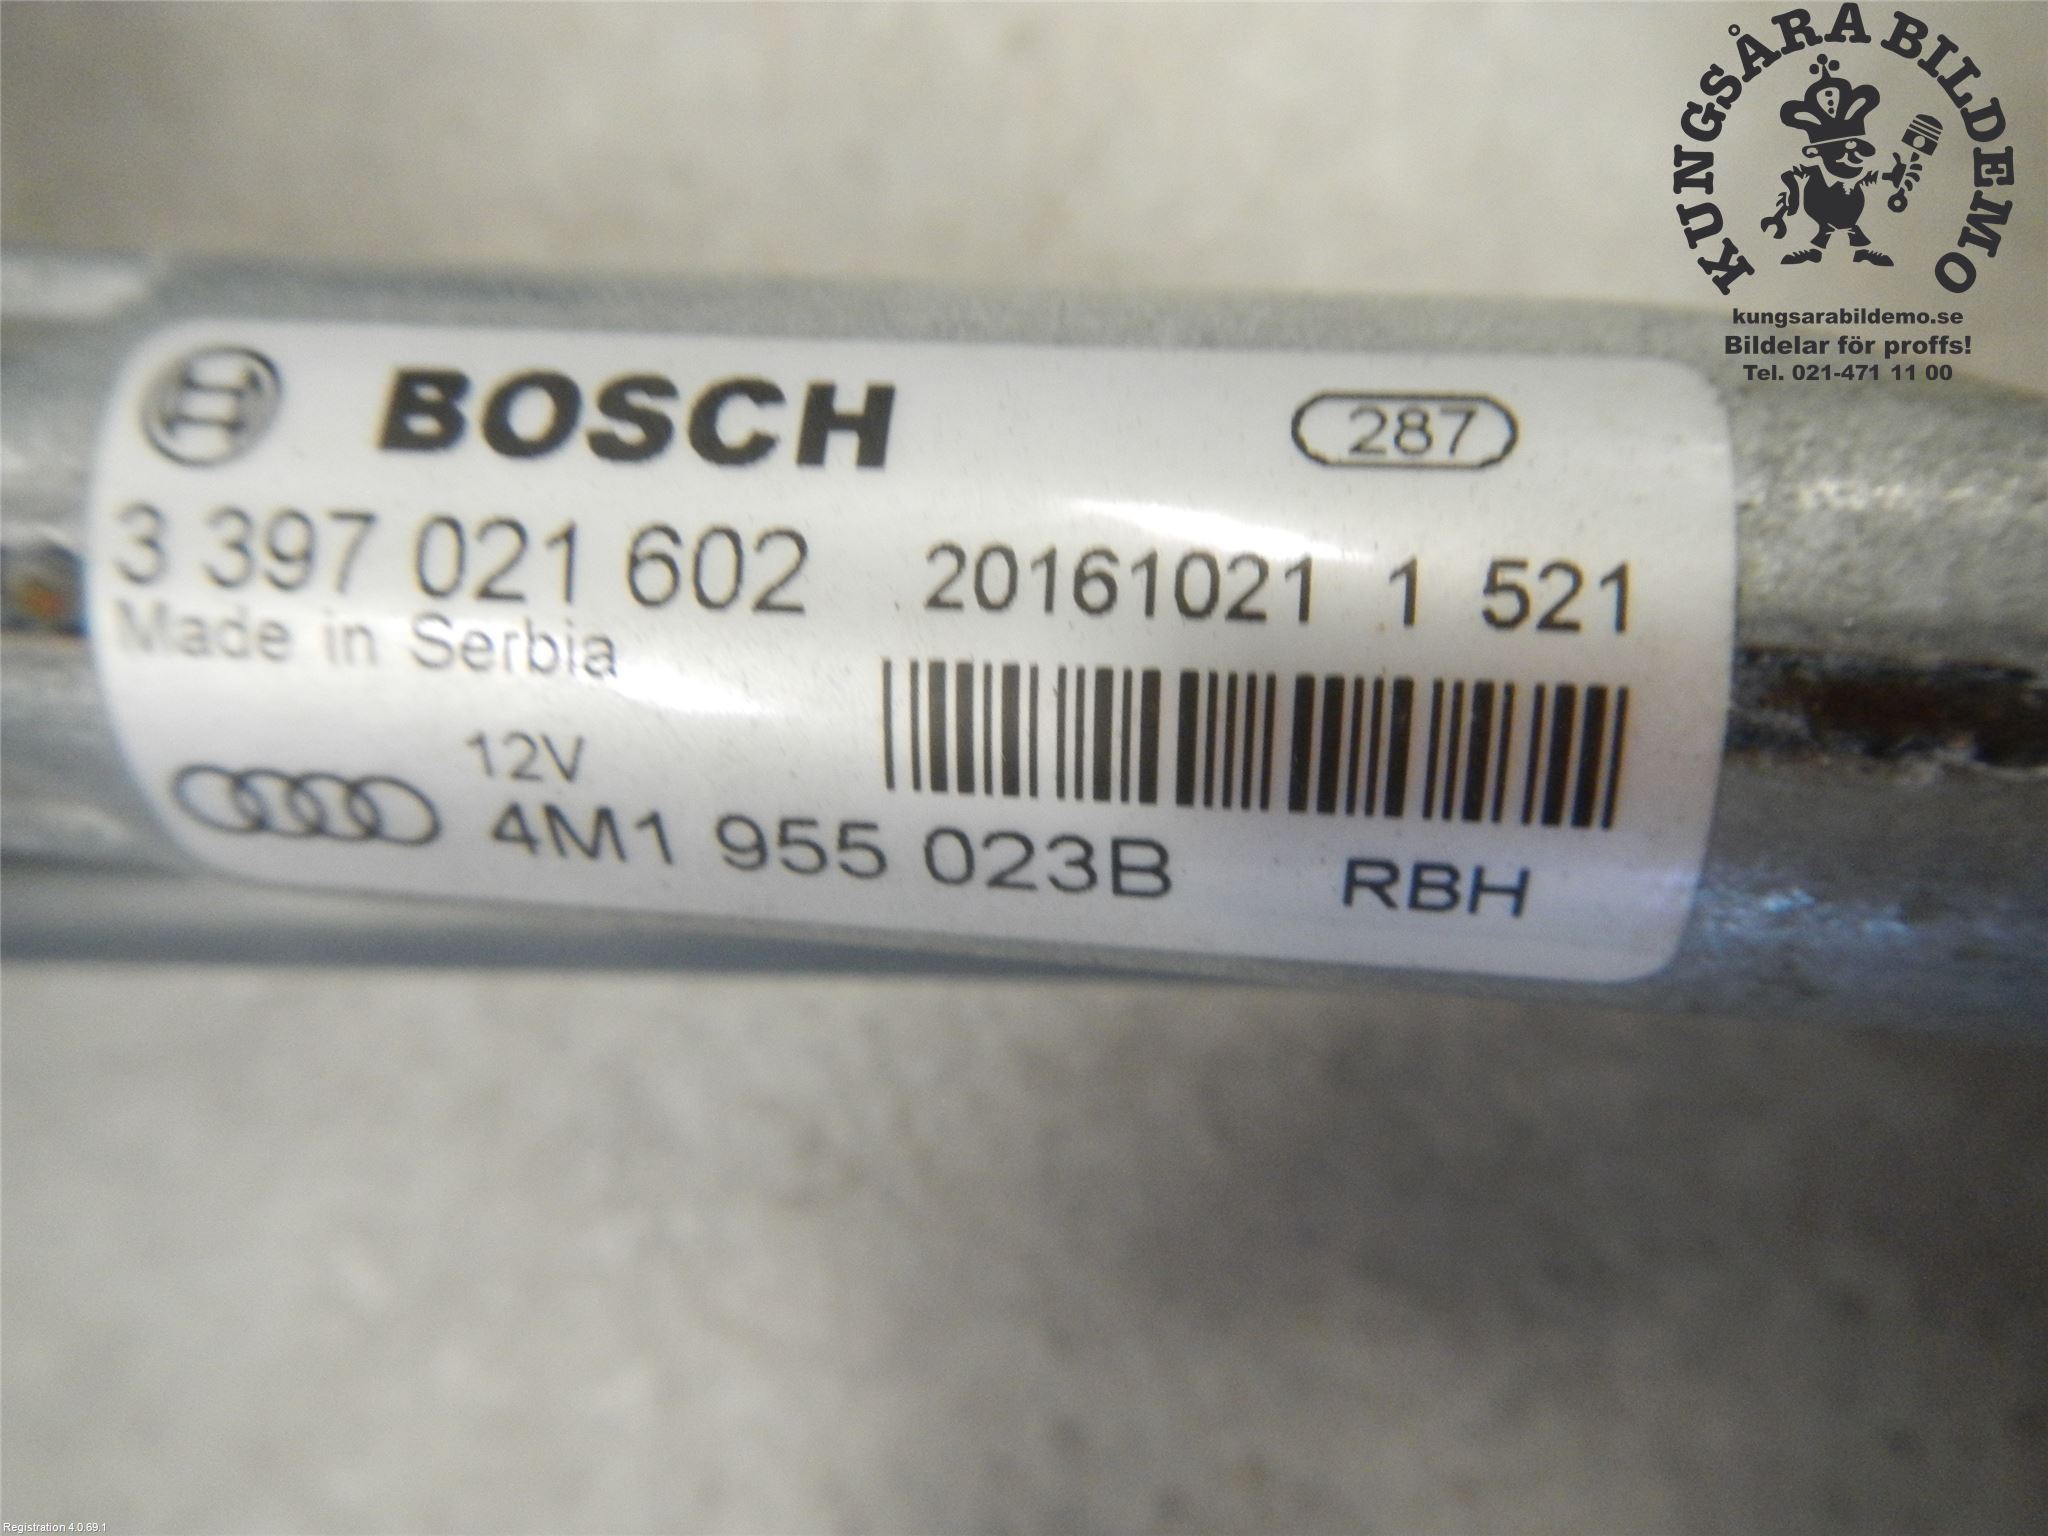 KUNGSÅRA BILDEMO
kungsarabildemo.se
Bildelar för proffs!
Tel. 021-471 11 00
BOSCH
287
3 397 021 602 20161021 1 521
Made in Serbia
12V
4M1 955 023B RBH
Registration 4.0.69.1